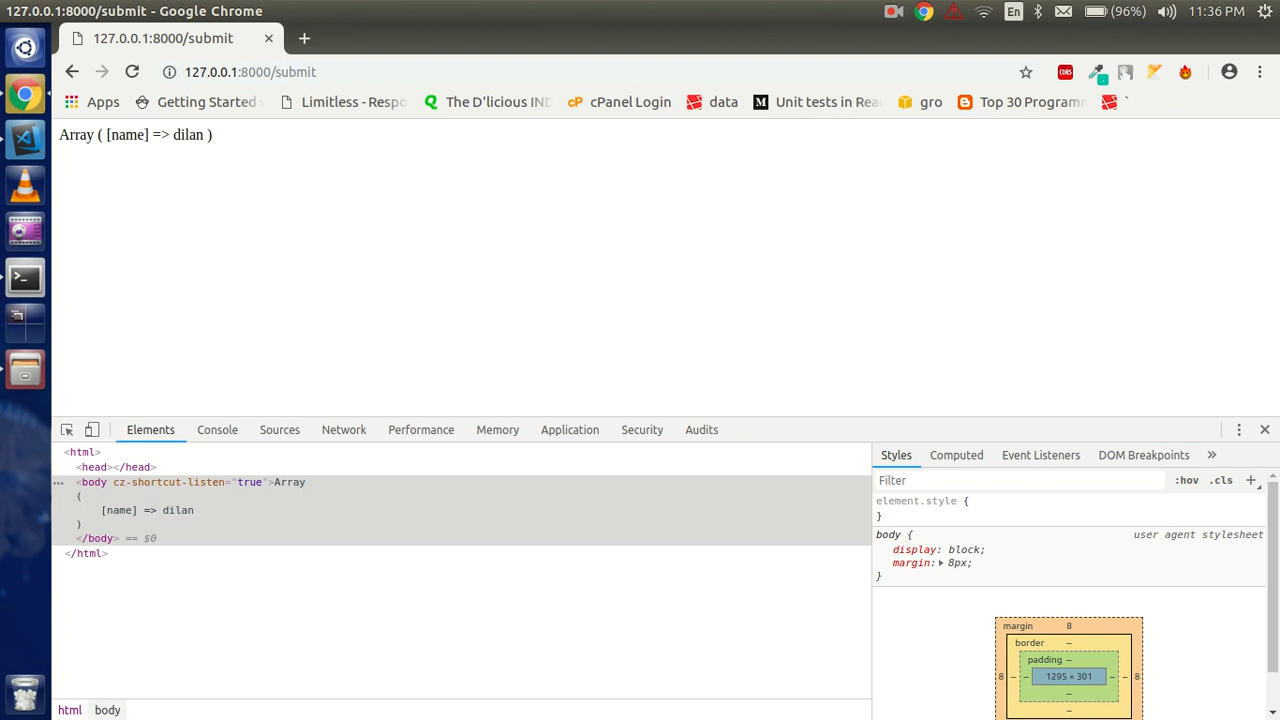 127.0.0.1:8000/submit - Google Chrome
En
(96%)
11:36 PM
127.0.0.1:8000/submit
127.0.0.1:8000/submit
CORS
Apps
Getting Started
Limitless - Respo
The D'licious IND
cPanel Login
data
Unit tests in Rea
gro
Top 30 Programm
`
Array ( [name] => dilan )
Elements Console Sources Network Performance Memory Application Security Audits
<html>
<head></head>
<body cz-shortcut-listen="true">Array
(
[name] => dilan
)
</body> == $0
</html>
html body
Styles Computed Event Listeners DOM Breakpoints »
Filter
:hov .cls +
element.style {
}
body {
user agent stylesheet
display: block;
margin: 8px;
}
margin 8
border –
padding –
8 – – 1295 × 301 – – 8
–
–